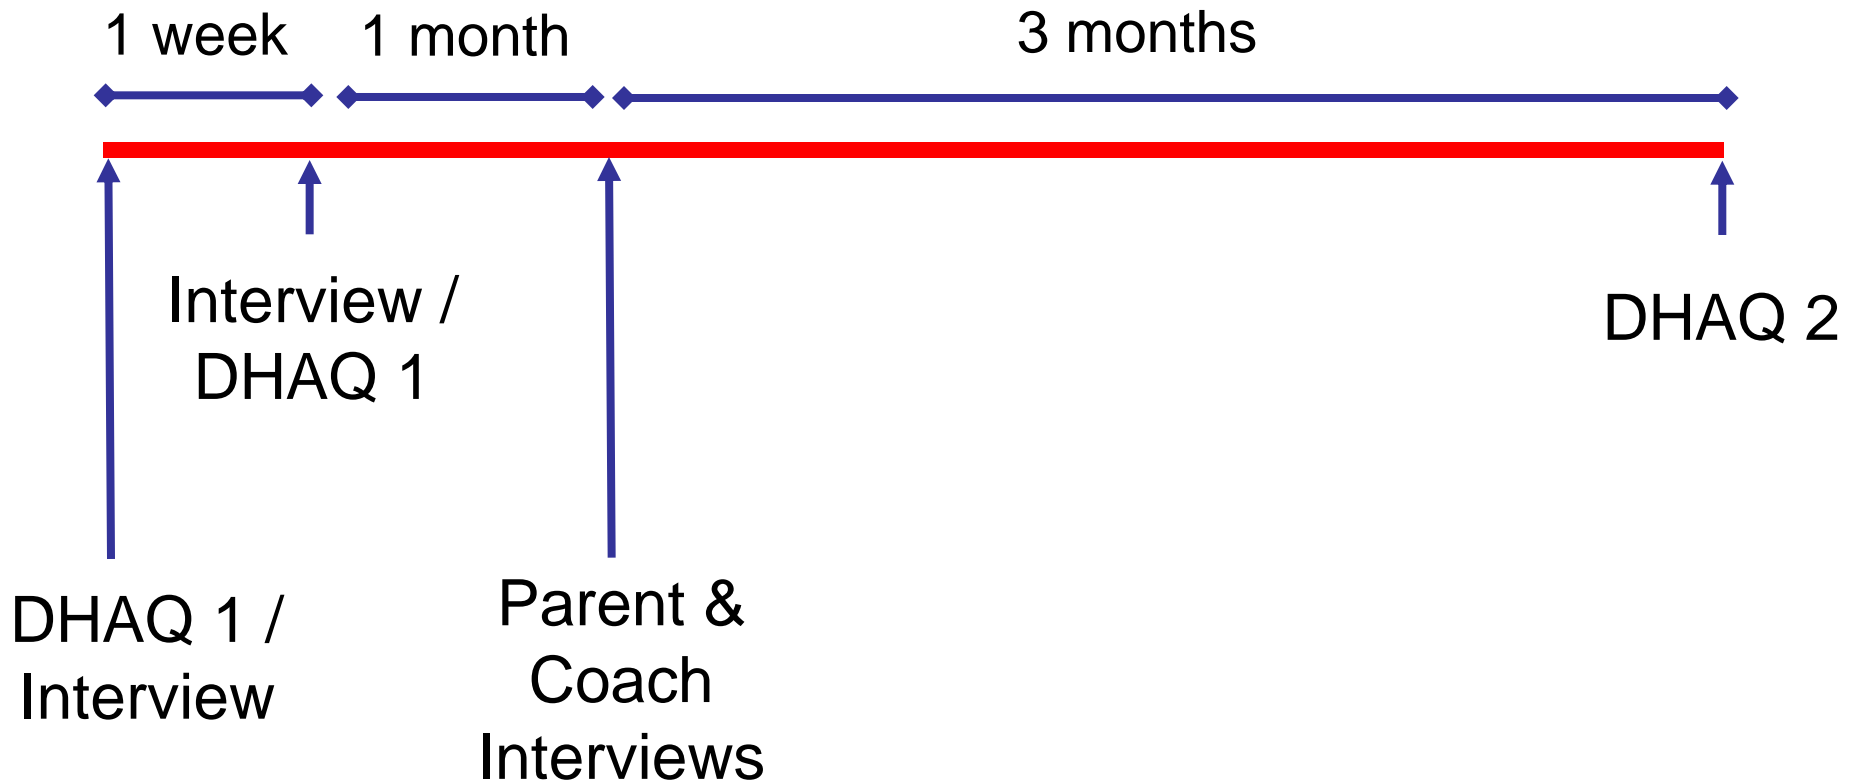 1 week
1 month
3 months
Interview /
DHAQ 1
DHAQ 2
DHAQ 1 /
Interview
Parent &
Coach
Interviews